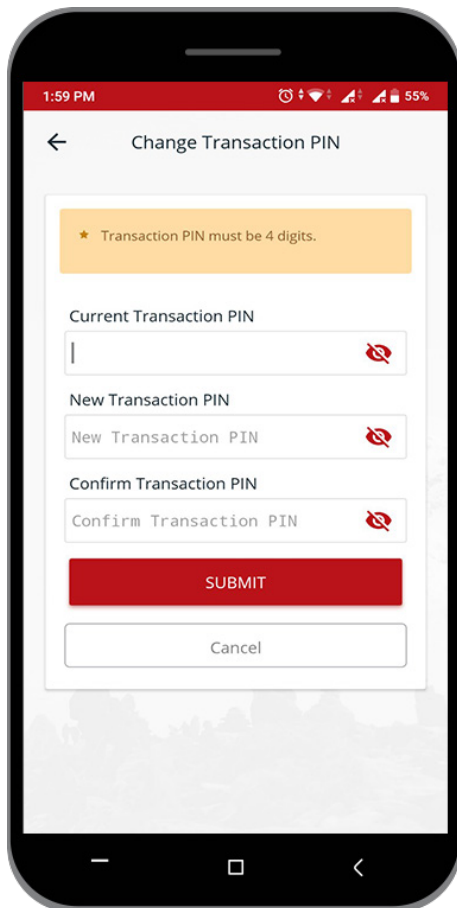 1:59 PM 55%
Change Transaction PIN
Transaction PIN must be 4 digits.
Current Transaction PIN
New Transaction PIN
New Transaction PIN
Confirm Transaction PIN
Confirm Transaction PIN
SUBMIT
Cancel